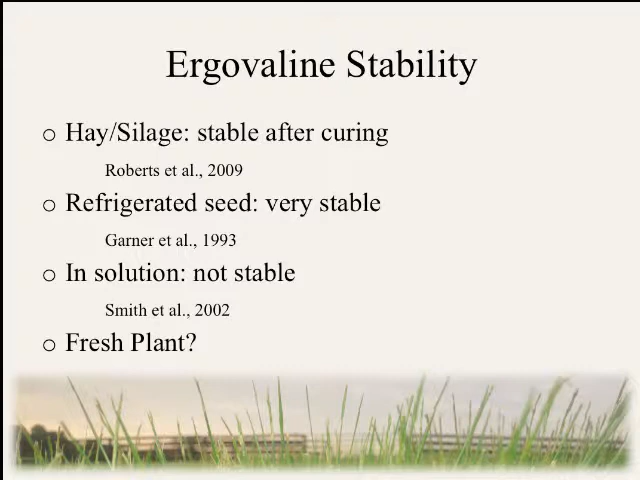 Ergovaline Stability
o Hay/Silage: stable after curing
Roberts et al., 2009
o Refrigerated seed: very stable
Garner et al., 1993
o In solution: not stable
Smith et al., 2002
o Fresh Plant?